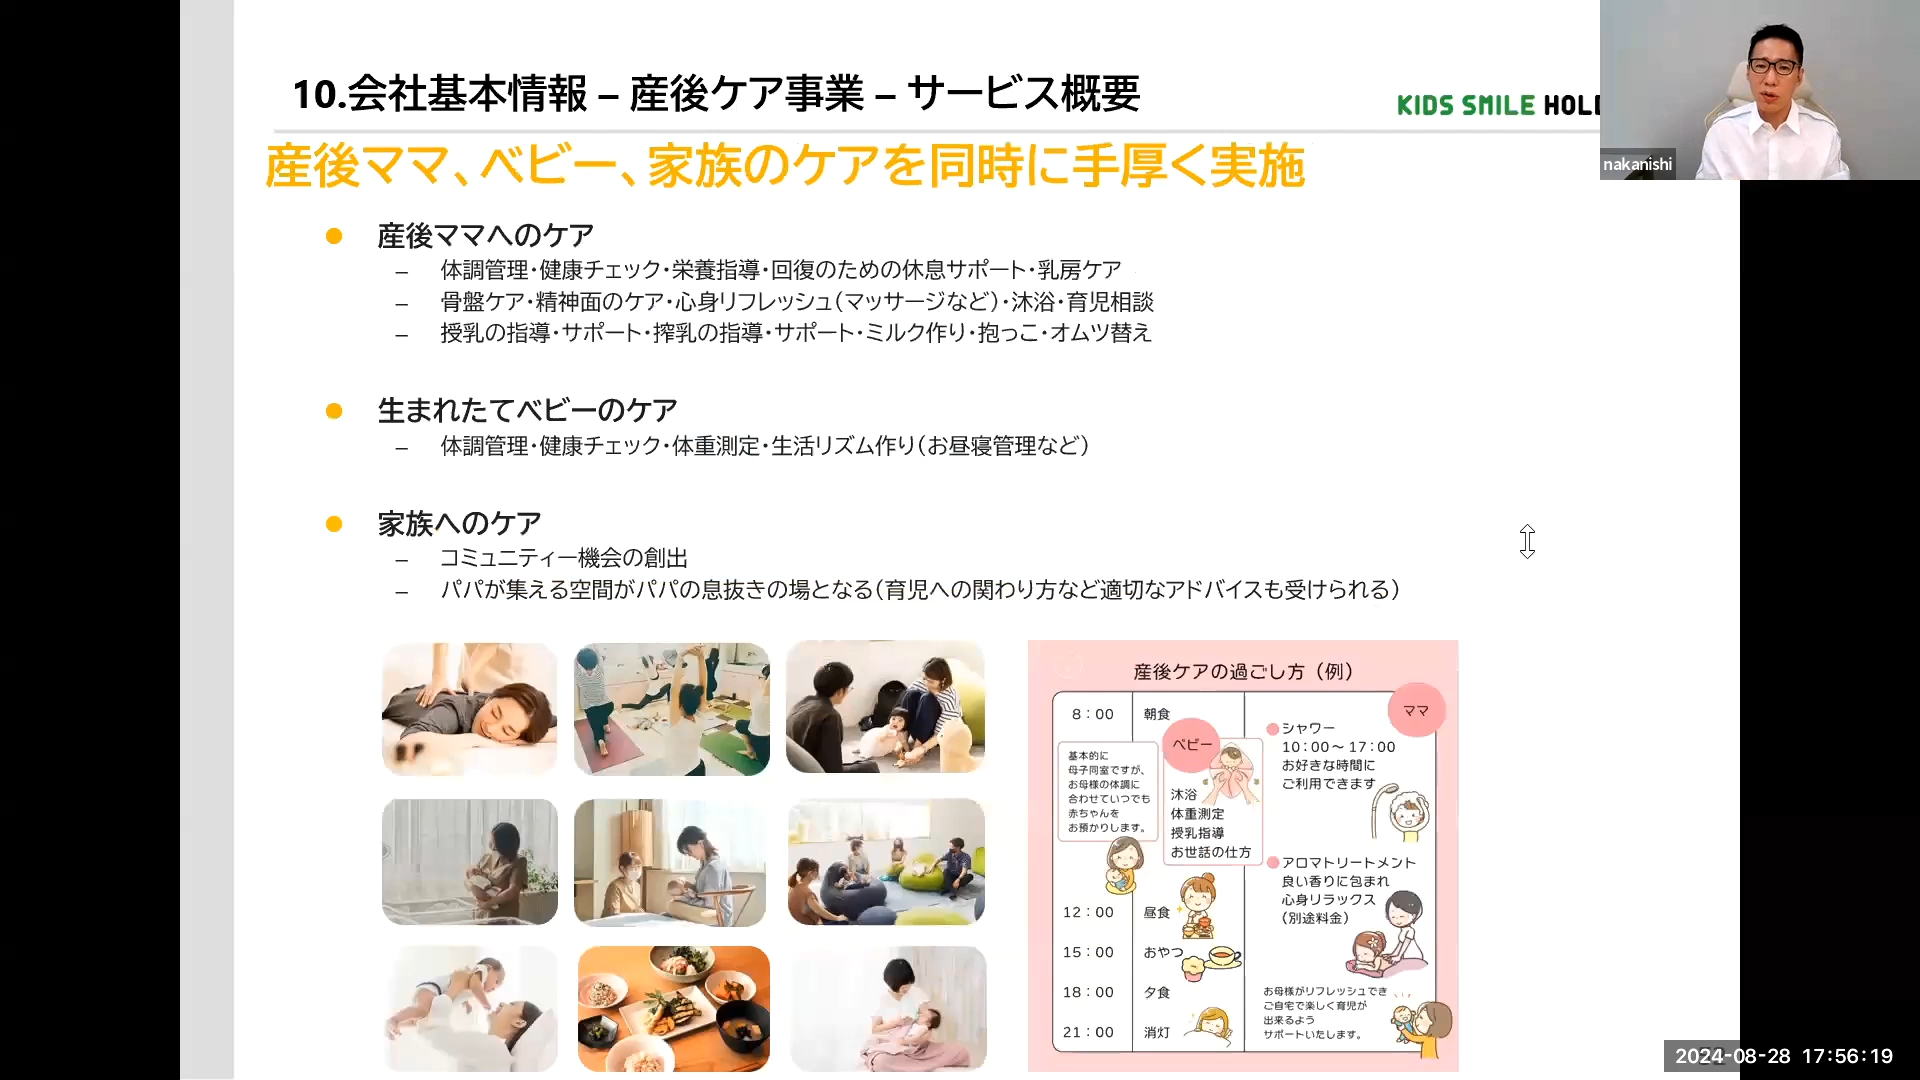 10.会社基本情報 – 産後ケア事業 – サービス概要
KIDS SMILE HOLD
nakanishi
産後ママ、ベビー、家族のケアを同時に手厚く実施
● 産後ママへのケア
– 体調管理・健康チェック・栄養指導・回復のための休息サポート・乳房ケア
– 骨盤ケア・精神面のケア・心身リフレッシュ(マッサージなど)・沐浴・育児相談
– 授乳の指導・サポート・搾乳の指導・サポート・ミルク作り・抱っこ・オムツ替え
● 生まれたてベビーのケア
– 体調管理・健康チェック・体重測定・生活リズム作り(お昼寝管理など)
● 家族へのケア
– コミュニティー機会の創出
– パパが集える空間がパパの息抜きの場となる(育児への関わり方など適切なアドバイスも受けられる)
産後ケアの過ごし方(例)
8:00 朝食
基本的に
母子同室ですが、
お母様の体調に
合わせていつでも
赤ちゃんを
お預かりします。
ベビー
沐浴
体重測定
授乳指導
お世話の仕方
12:00 昼食
15:00 おやつ
18:00 夕食
21:00 消灯
ママ
シャワー
10:00～17:00
お好きな時間に
ご利用できます
アロマトリートメント
良い香りに包まれ
心身リラックス
(別途料金)
お母様がリフレッシュでき
ご自宅で楽しく育児が
出来るよう
サポートいたします。
2024-08-28 17:56:19